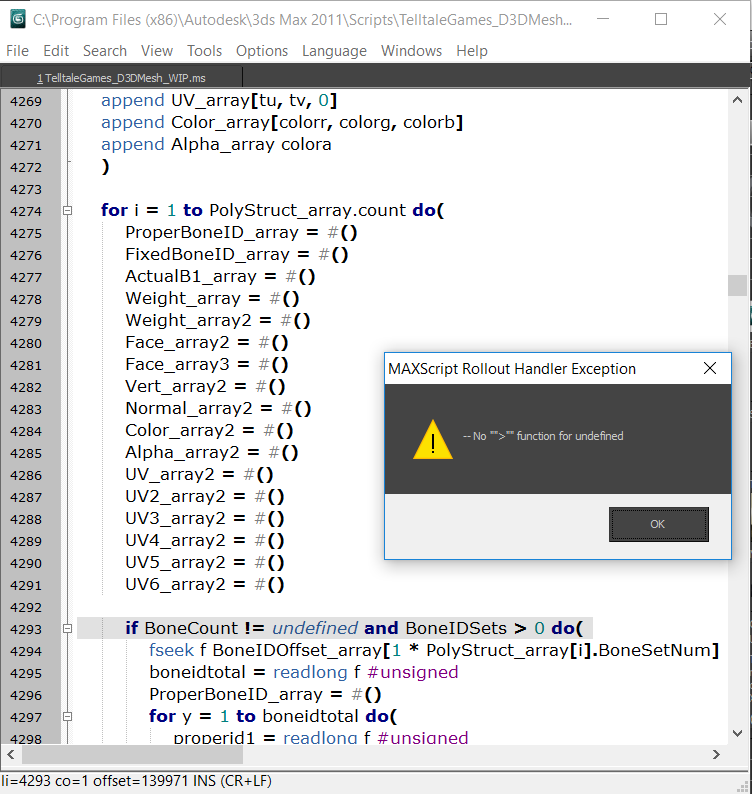 C:\Program Files (x86)\Autodesk\3ds Max 2011\Scripts\TelltaleGames_D3DMesh...
File Edit Search View Tools Options Language Windows Help
1 TelltaleGames_D3DMesh_WIP.ms
4269 append UV_array[tu, tv, 0]
4270 append Color_array[colorr, colorg, colorb]
4271 append Alpha_array colora
4272 )
4273
4274 for i = 1 to PolyStruct_array.count do(
4275 ProperBoneID_array = #()
4276 FixedBoneID_array = #()
4277 ActualB1_array = #()
4278 Weight_array = #()
4279 Weight_array2 = #()
4280 Face_array2 = #()
4281 Face_array3 = #()
4282 Vert_array2 = #()
4283 Normal_array2 = #()
4284 Color_array2 = #()
4285 Alpha_array2 = #()
4286 UV_array2 = #()
4287 UV2_array2 = #()
4288 UV3_array2 = #()
4289 UV4_array2 = #()
4290 UV5_array2 = #()
4291 UV6_array2 = #()
4292
4293 if BoneCount != undefined and BoneIDSets > 0 do(
4294 fseek f BoneIDOffset_array[1 * PolyStruct_array[i].BoneSetNum]
4295 boneidtotal = readlong f #unsigned
4296 ProperBoneID_array = #()
4297 for y = 1 to boneidtotal do(
4298 properid1 = readlong f #unsigned
MAXScript Rollout Handler Exception
-- No "">"" function for undefined
OK
li=4293 co=1 offset=139971 INS (CR+LF)